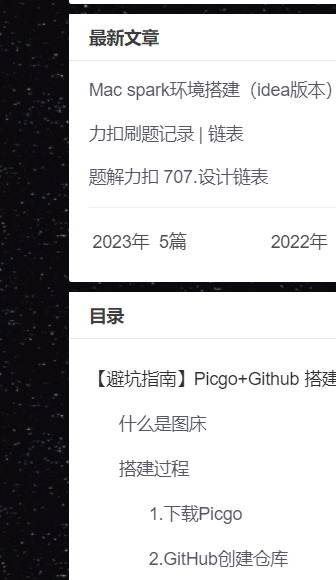 最新文章
Mac spark环境搭建（idea版本）
力扣刷题记录 | 链表
题解力扣 707.设计链表
2023年 5篇 2022年
目录
【避坑指南】Picgo+Github 搭建
什么是图床
搭建过程
1.下载Picgo
2.GitHub创建仓库